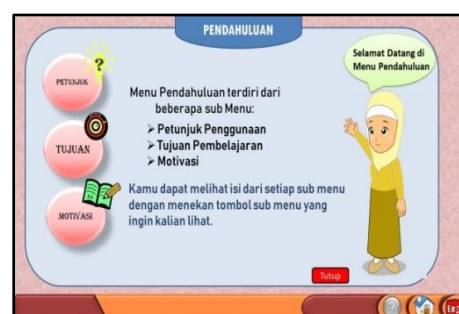 PENDAHULUAN
Selamat Datang di
Menu Pendahuluan
?
PETUNJUK
TUJUAN
MOTIVASI
Menu Pendahuluan terdiri dari
beberapa sub Menu:
➢ Petunjuk Penggunaan
➢ Tujuan Pembelajaran
➢ Motivasi
Kamu dapat melihat isi dari setiap sub menu
dengan menekan tombol sub menu yang
ingin kalian lihat.
Tutup
?